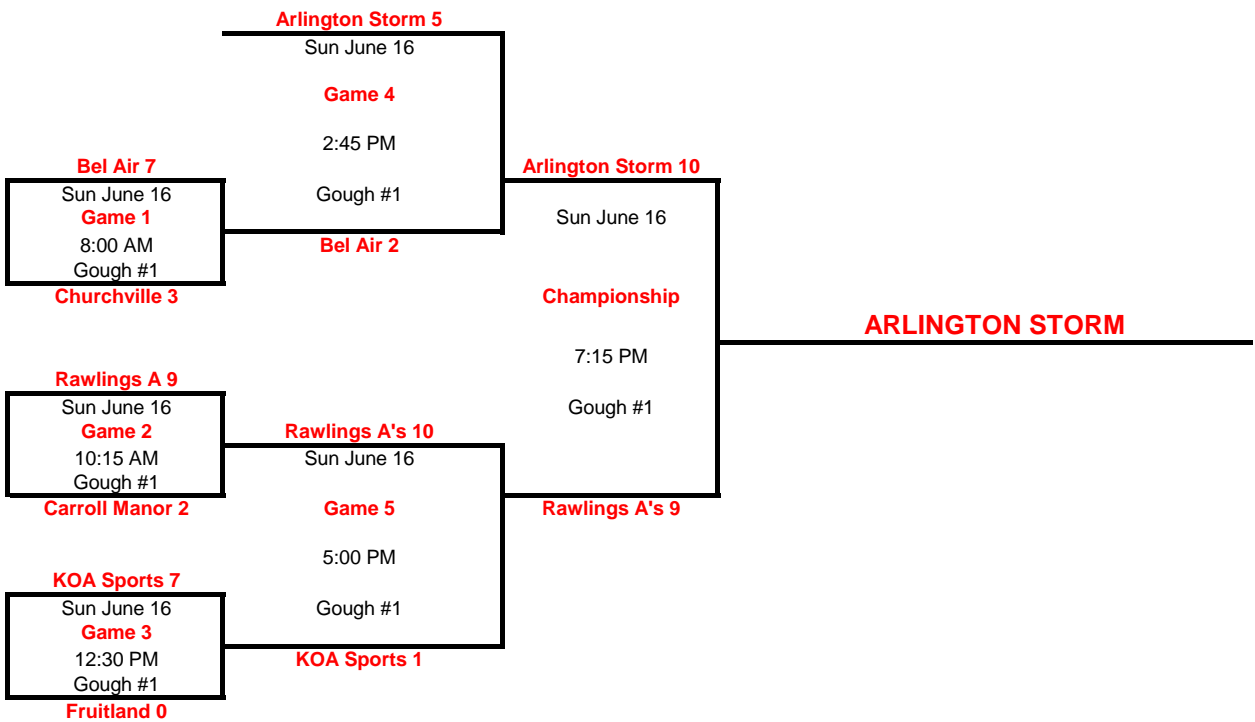 Arlington Storm 5
Sun June 16
Game 4
2:45 PM
Gough #1
Bel Air 2
Bel Air 7
Sun June 16
Game 1
8:00 AM
Gough #1
Churchville 3
Arlington Storm 10
Sun June 16
Championship
7:15 PM
Gough #1
Rawlings A's 9
ARLINGTON STORM
Rawlings A 9
Sun June 16
Game 2
10:15 AM
Gough #1
Carroll Manor 2
Rawlings A's 10
Sun June 16
Game 5
5:00 PM
Gough #1
KOA Sports 1
KOA Sports 7
Sun June 16
Game 3
12:30 PM
Gough #1
Fruitland 0